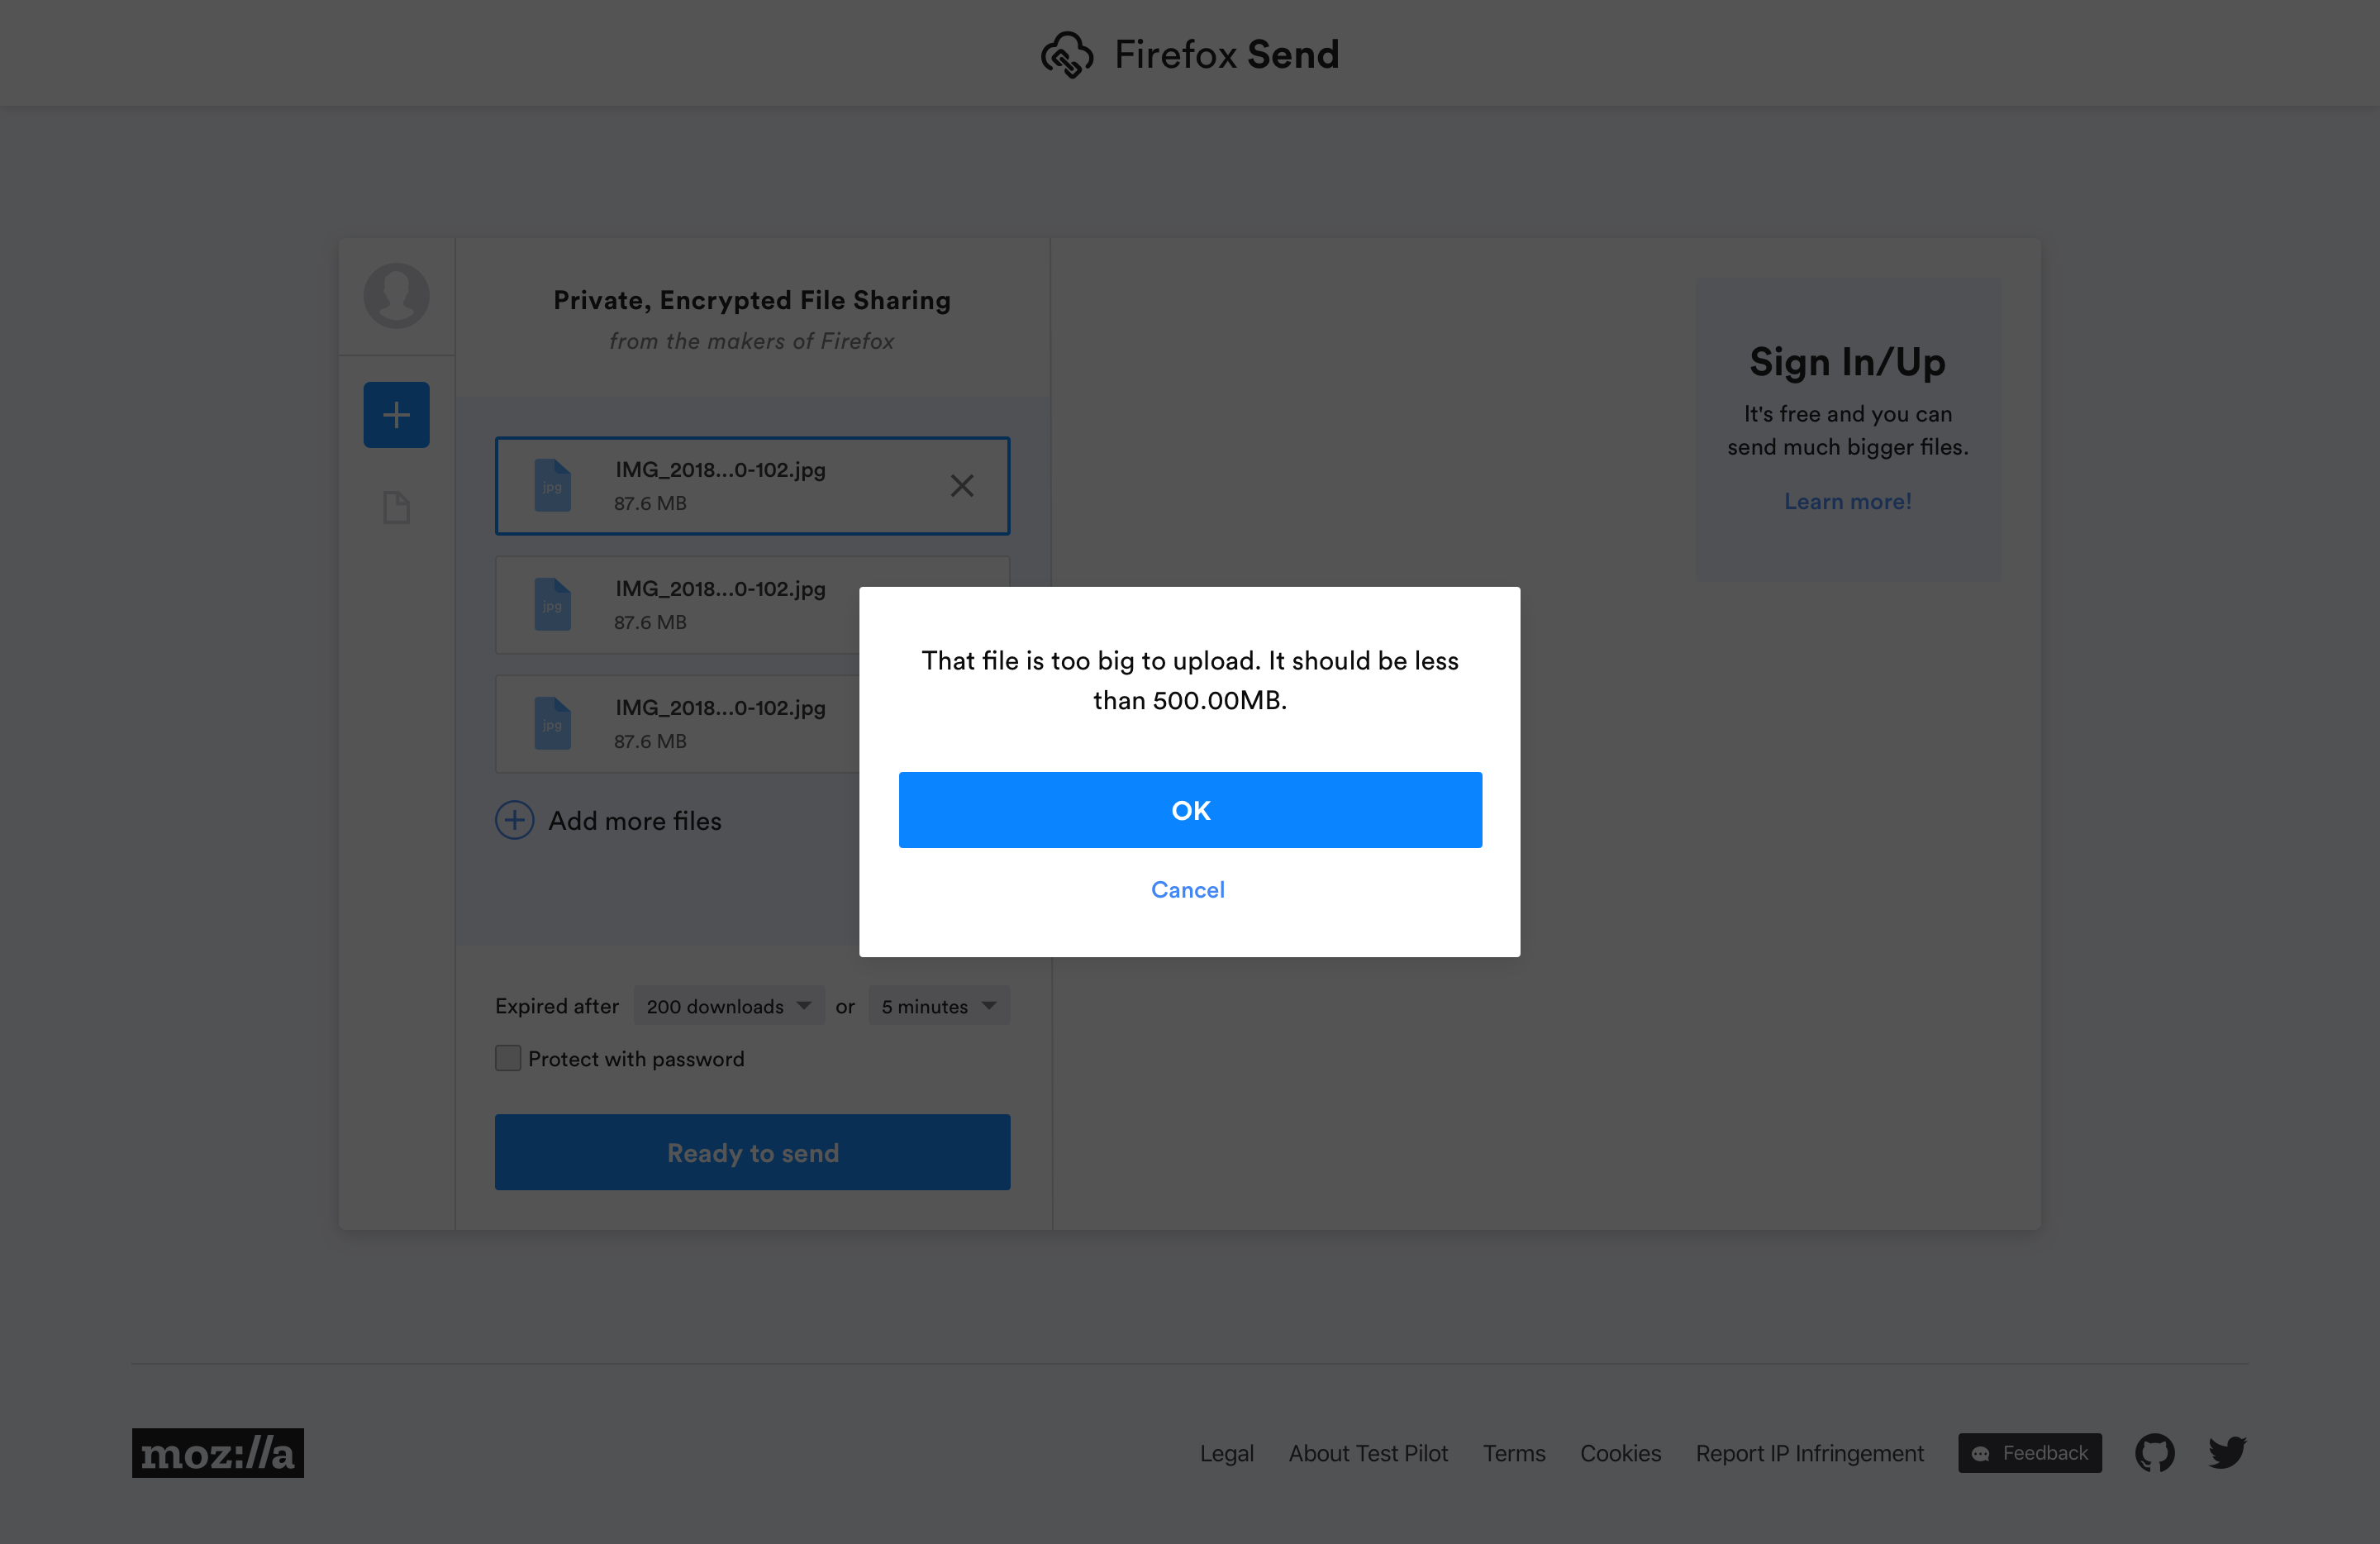 Firefox Send
Private, Encrypted File Sharing
from the makers of Firefox
IMG_2018...0-102.jpg
jpg
87.6 MB
IMG_2018...0-102.jpg
jpg
87.6 MB
IMG_2018...0-102.jpg
jpg
87.6 MB
Add more files
Expired after 200 downloads or 5 minutes
Protect with password
Ready to send
Sign In/Up
It's free and you can
send much bigger files.
Learn more!
That file is too big to upload. It should be less
than 500.00MB.
OK
Cancel
moz://a
Legal About Test Pilot Terms Cookies Report IP Infringement Feedback